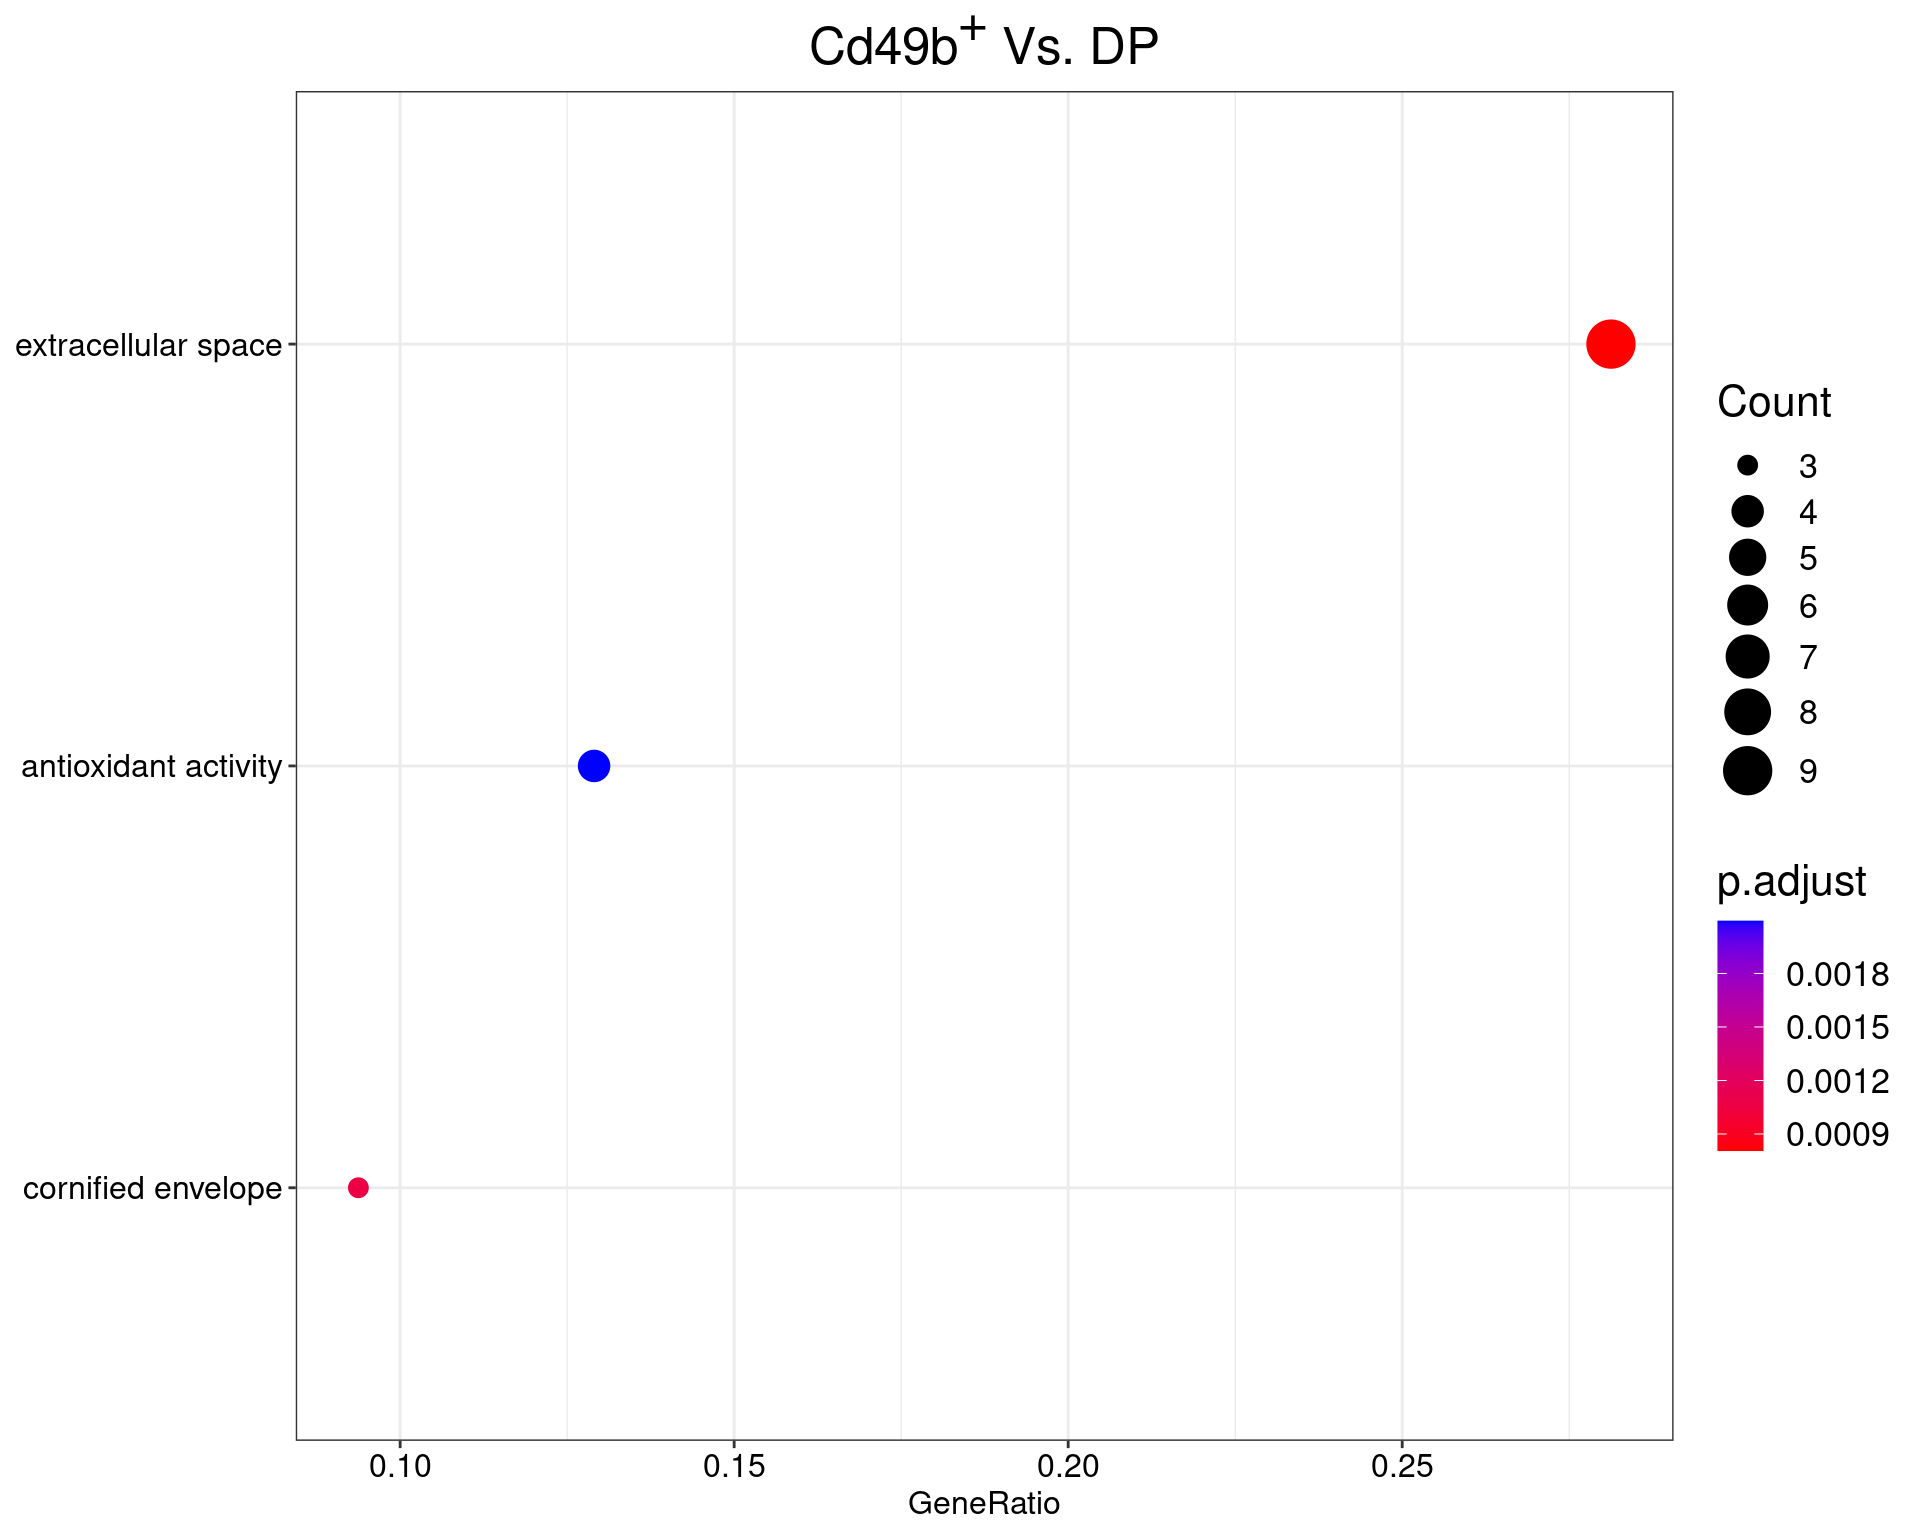 Cd49b⁺ Vs. DP
extracellular space
antioxidant activity
cornified envelope
0.10 0.15 0.20 0.25
GeneRatio
Count
3
4
5
6
7
8
9
p.adjust
0.0018
0.0015
0.0012
0.0009